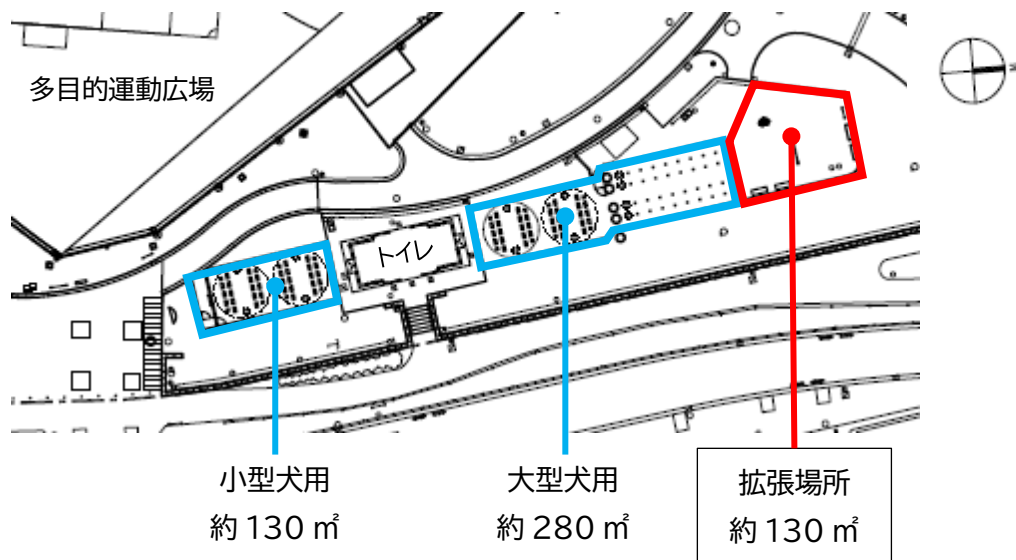 多目的運動広場
トイレ
小型犬用
約 130 ㎡
大型犬用
約 280 ㎡
拡張場所
約 130 ㎡